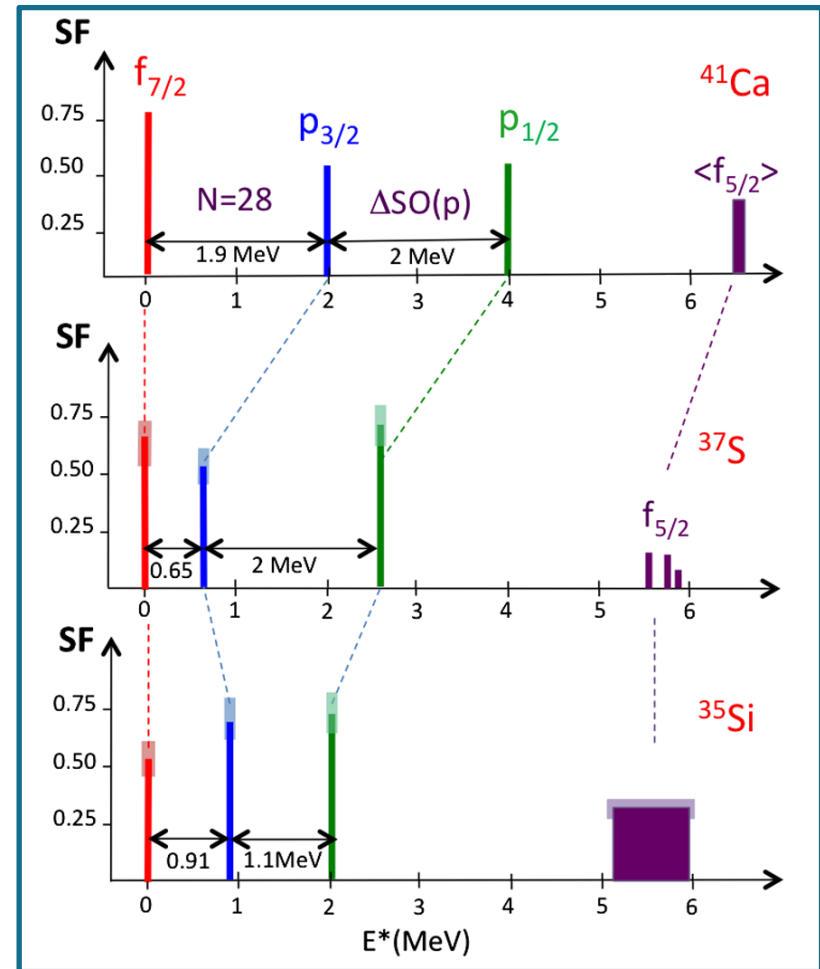 SF
f7/2
41Ca
0.75
p3/2
p1/2
0.50
<f5/2>
N=28
ΔSO(p)
0.25
1.9 MeV
2 MeV
0 1 2 3 4 5 6
SF
0.75
37S
0.50
f5/2
0.25
0.65
2 MeV
0 1 2 3 4 5 6
SF
0.75
35Si
0.50
0.25
0.91
1.1MeV
0 1 2 3 4 5 6
E*(MeV)